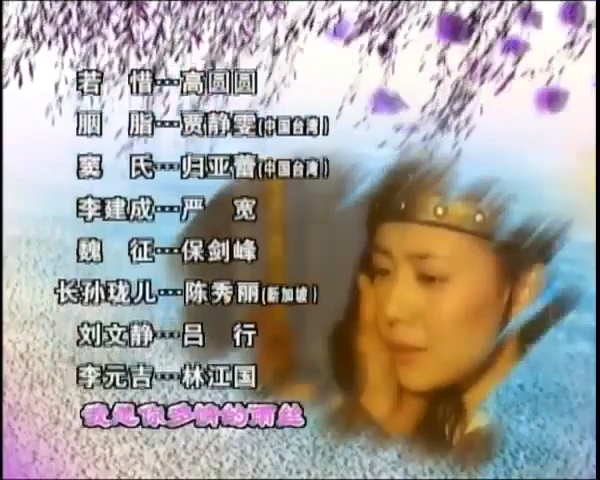 若 惜…高圆圆
胭 脂…贾静雯(中国台湾)
窦 氏…归亚蕾(中国台湾)
李建成…严 宽
魏 征…保剑峰
长孙珑儿…陈秀丽(新加坡)
刘文静…吕 行
李元吉…林江国
我是你多情的雨丝